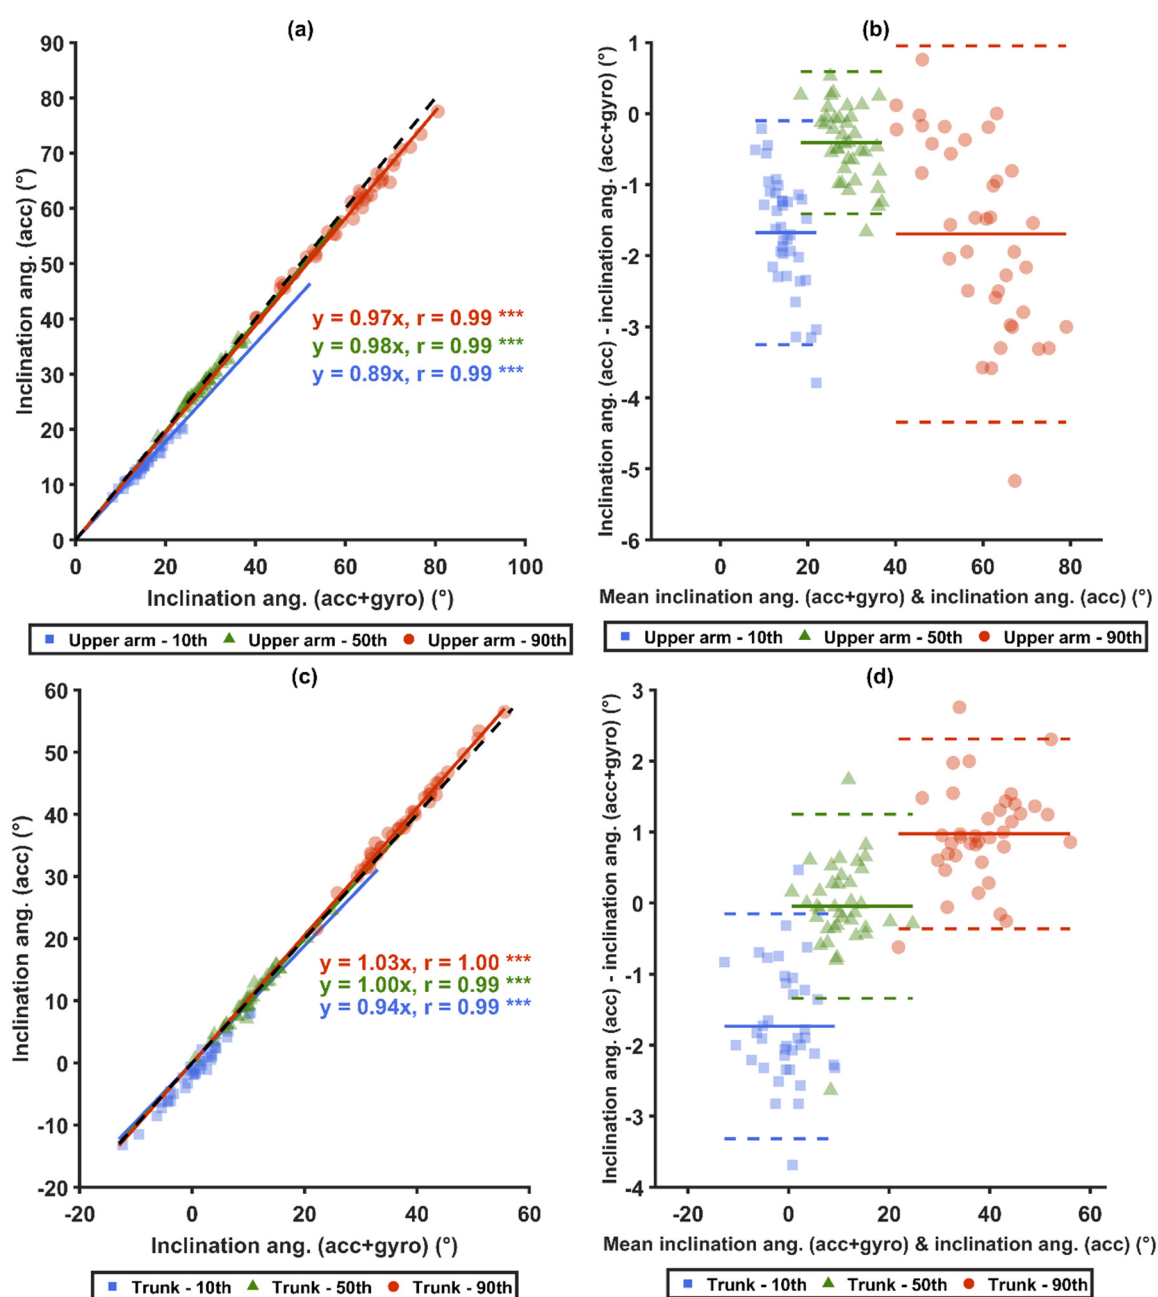 (a)
Inclination ang. (acc) (°)
90
80
70
60
50
40
30
20
10
0
y = 0.97x, r = 0.99 ***
y = 0.98x, r = 0.99 ***
y = 0.89x, r = 0.99 ***
0 20 40 60 80 100
Inclination ang. (acc+gyro) (°)
Upper arm - 10th Upper arm - 50th Upper arm - 90th
(b)
Inclination ang. (acc) - inclination ang. (acc+gyro) (°)
1
0
-1
-2
-3
-4
-5
-6
0 20 40 60 80
Mean inclination ang. (acc+gyro) & inclination ang. (acc) (°)
Upper arm - 10th Upper arm - 50th Upper arm - 90th
(c)
Inclination ang. (acc) (°)
60
50
40
30
20
10
0
-10
-20
y = 1.03x, r = 1.00 ***
y = 1.00x, r = 0.99 ***
y = 0.94x, r = 0.99 ***
-20 0 20 40 60
Inclination ang. (acc+gyro) (°)
Trunk - 10th Trunk - 50th Trunk - 90th
(d)
Inclination ang. (acc) - inclination ang. (acc+gyro) (°)
3
2
1
0
-1
-2
-3
-4
-20 0 20 40 60
Mean inclination ang. (acc+gyro) & inclination ang. (acc) (°)
Trunk - 10th Trunk - 50th Trunk - 90th